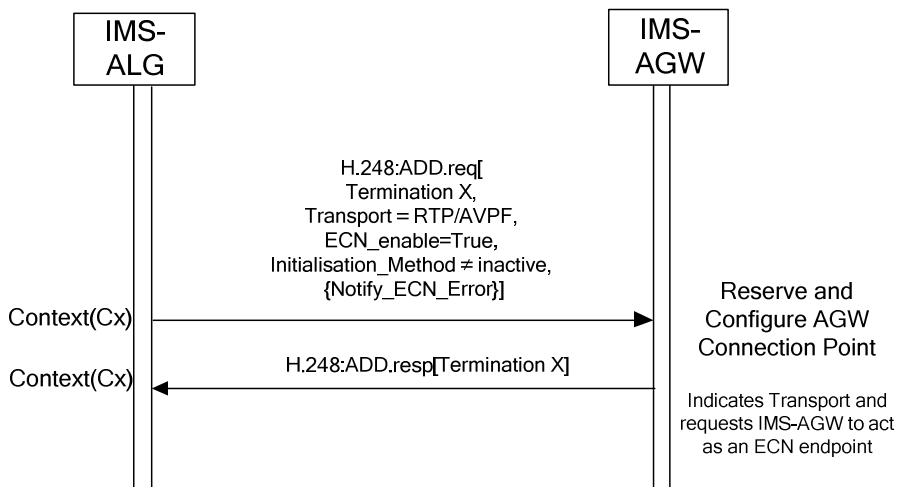 IMS-
ALG
IMS-
AGW
H.248:ADD.req[
Termination X,
Transport = RTP/AVPF,
ECN_enable=True,
Initialisation_Method ≠ inactive,
{Notify_ECN_Error}]
Context(Cx)
Reserve and
Configure AGW
Connection Point
H.248:ADD.resp[Termination X]
Context(Cx)
Indicates Transport and
requests IMS-AGW to act
as an ECN endpoint